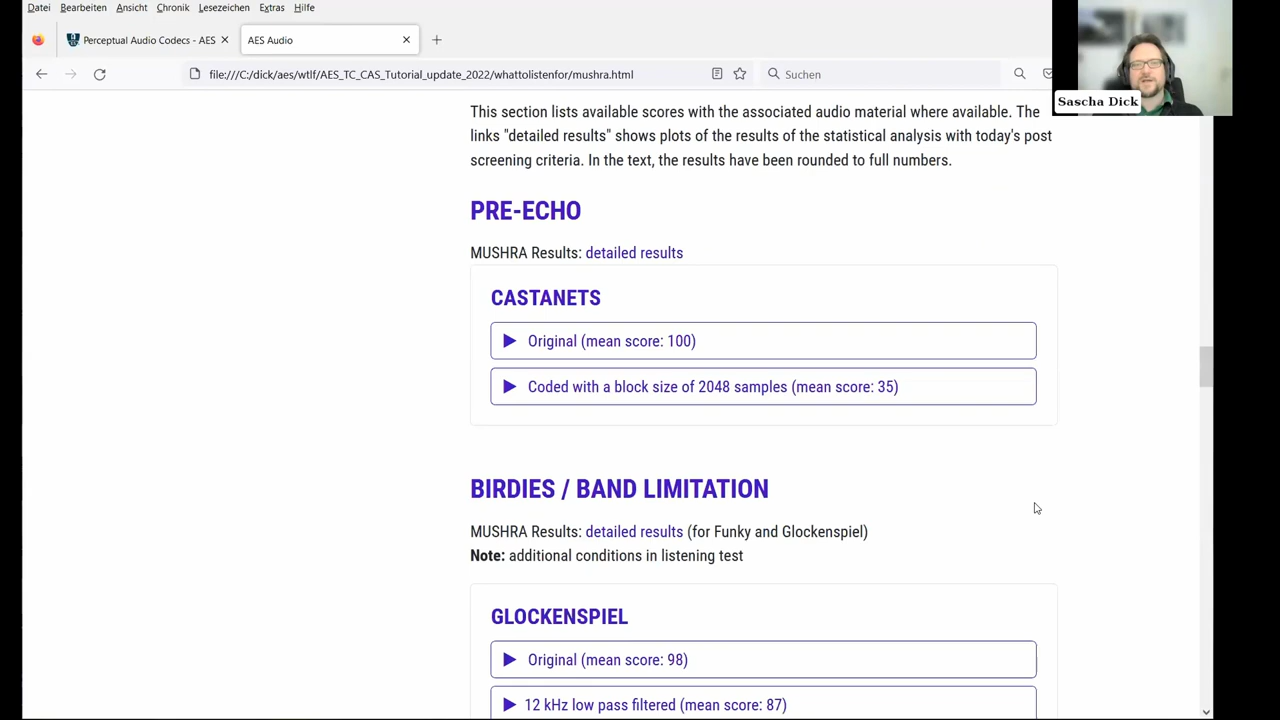 Datei Bearbeiten Ansicht Chronik Lesezeichen Extras Hilfe
Perceptual Audio Codecs - AES
AES Audio
file:///C:/dick/aes/wtlf/AES_TC_CAS_Tutorial_update_2022/whattolistenfor/mushra.html
Suchen
Sascha Dick
This section lists available scores with the associated audio material where available. The
links "detailed results" shows plots of the results of the statistical analysis with today's post
screening criteria. In the text, the results have been rounded to full numbers.
PRE-ECHO
MUSHRA Results: detailed results
CASTANETS
Original (mean score: 100)
Coded with a block size of 2048 samples (mean score: 35)
BIRDIES / BAND LIMITATION
MUSHRA Results: detailed results (for Funky and Glockenspiel)
Note: additional conditions in listening test
GLOCKENSPIEL
Original (mean score: 98)
12 kHz low pass filtered (mean score: 87)